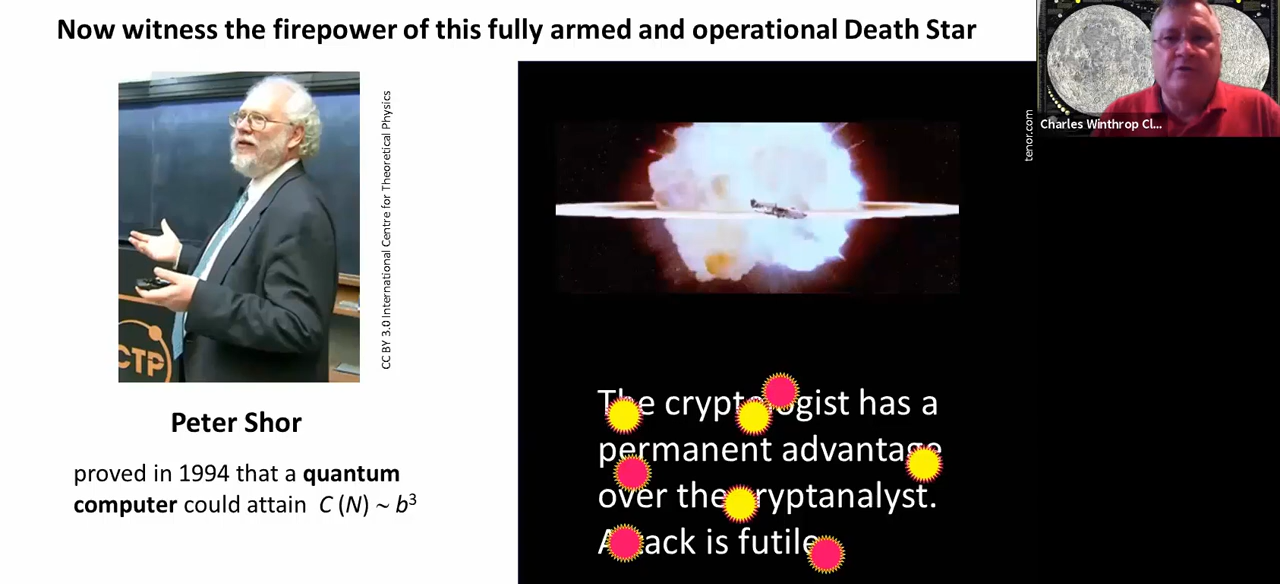 Now witness the firepower of this fully armed and operational Death Star
CTP
CC BY 3.0 International Centre for Theoretical Physics
Peter Shor
proved in 1994 that a quantum
computer could attain C (N) ~ b³
tenor.com
The cryptologist has a
permanent advantage
over the cryptanalyst.
Attack is futile
Charles Winthrop Cl...